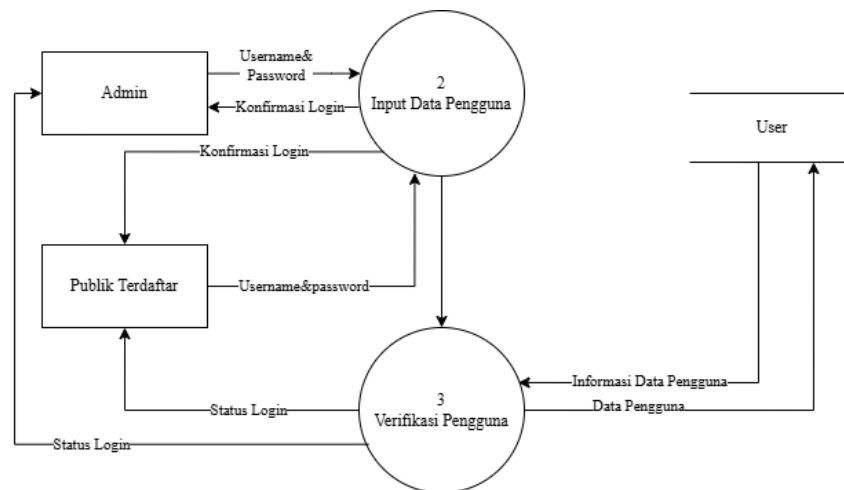 Username&
Password
2
Input Data Pengguna
Admin
Konfirmasi Login
User
Konfirmasi Login
Publik Terdaftar
Username&password
Informasi Data Pengguna
3
Verifikasi Pengguna
Status Login
Data Pengguna
Status Login